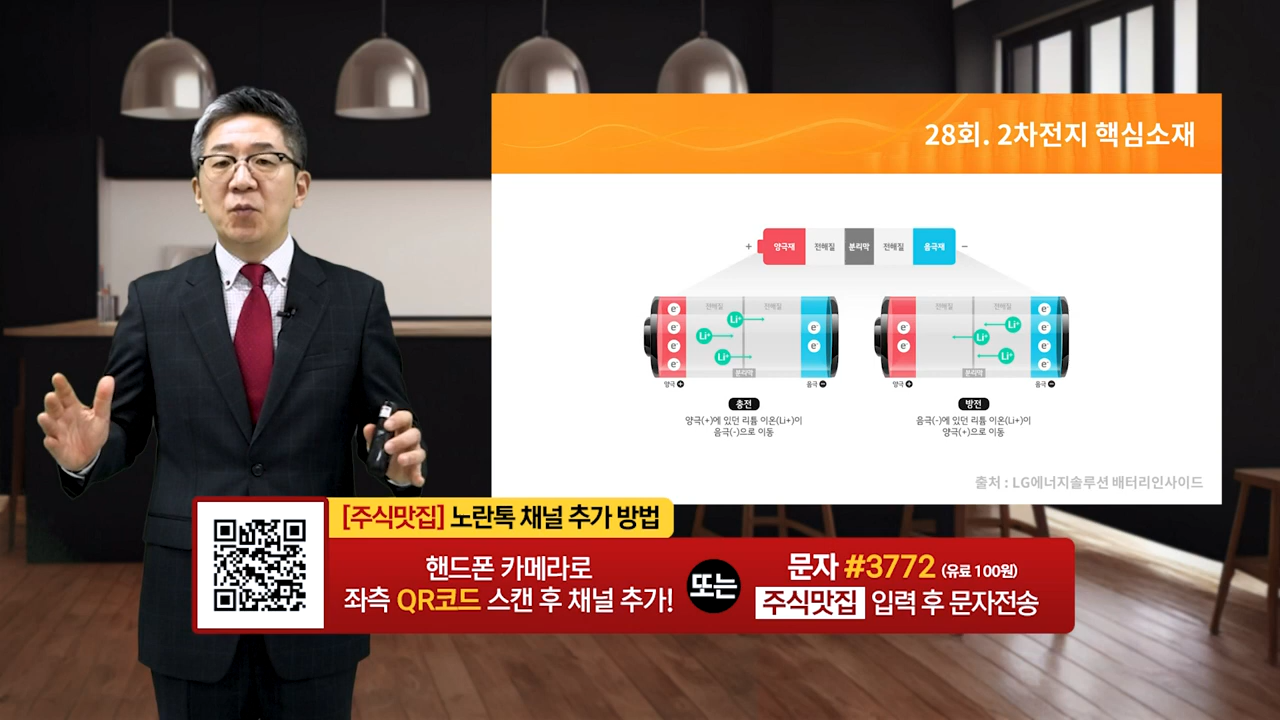 28회. 2차전지 핵심소재
+ 양극재 전해질 분리막 전해질 음극재 −
전해질 전해질
e⁻ e⁻ e⁻ e⁻
Li⁺ Li⁺ Li⁺
e⁻ e⁻
분리막
양극 + 음극 −
충전
양극(+)에 있던 리튬 이온(Li+)이
음극(-)으로 이동
전해질 전해질
e⁻ e⁻
Li⁺ Li⁺ Li⁺
e⁻ e⁻ e⁻ e⁻
분리막
양극 + 음극 −
방전
음극(-)에 있던 리튬 이온(Li+)이
양극(+)으로 이동
출처 : LG에너지솔루션 배터리인사이드
[주식맛집] 노란톡 채널 추가 방법
핸드폰 카메라로
좌측 QR코드 스캔 후 채널 추가!
또는
문자 #3772 (유료 100원)
주식맛집 입력 후 문자전송